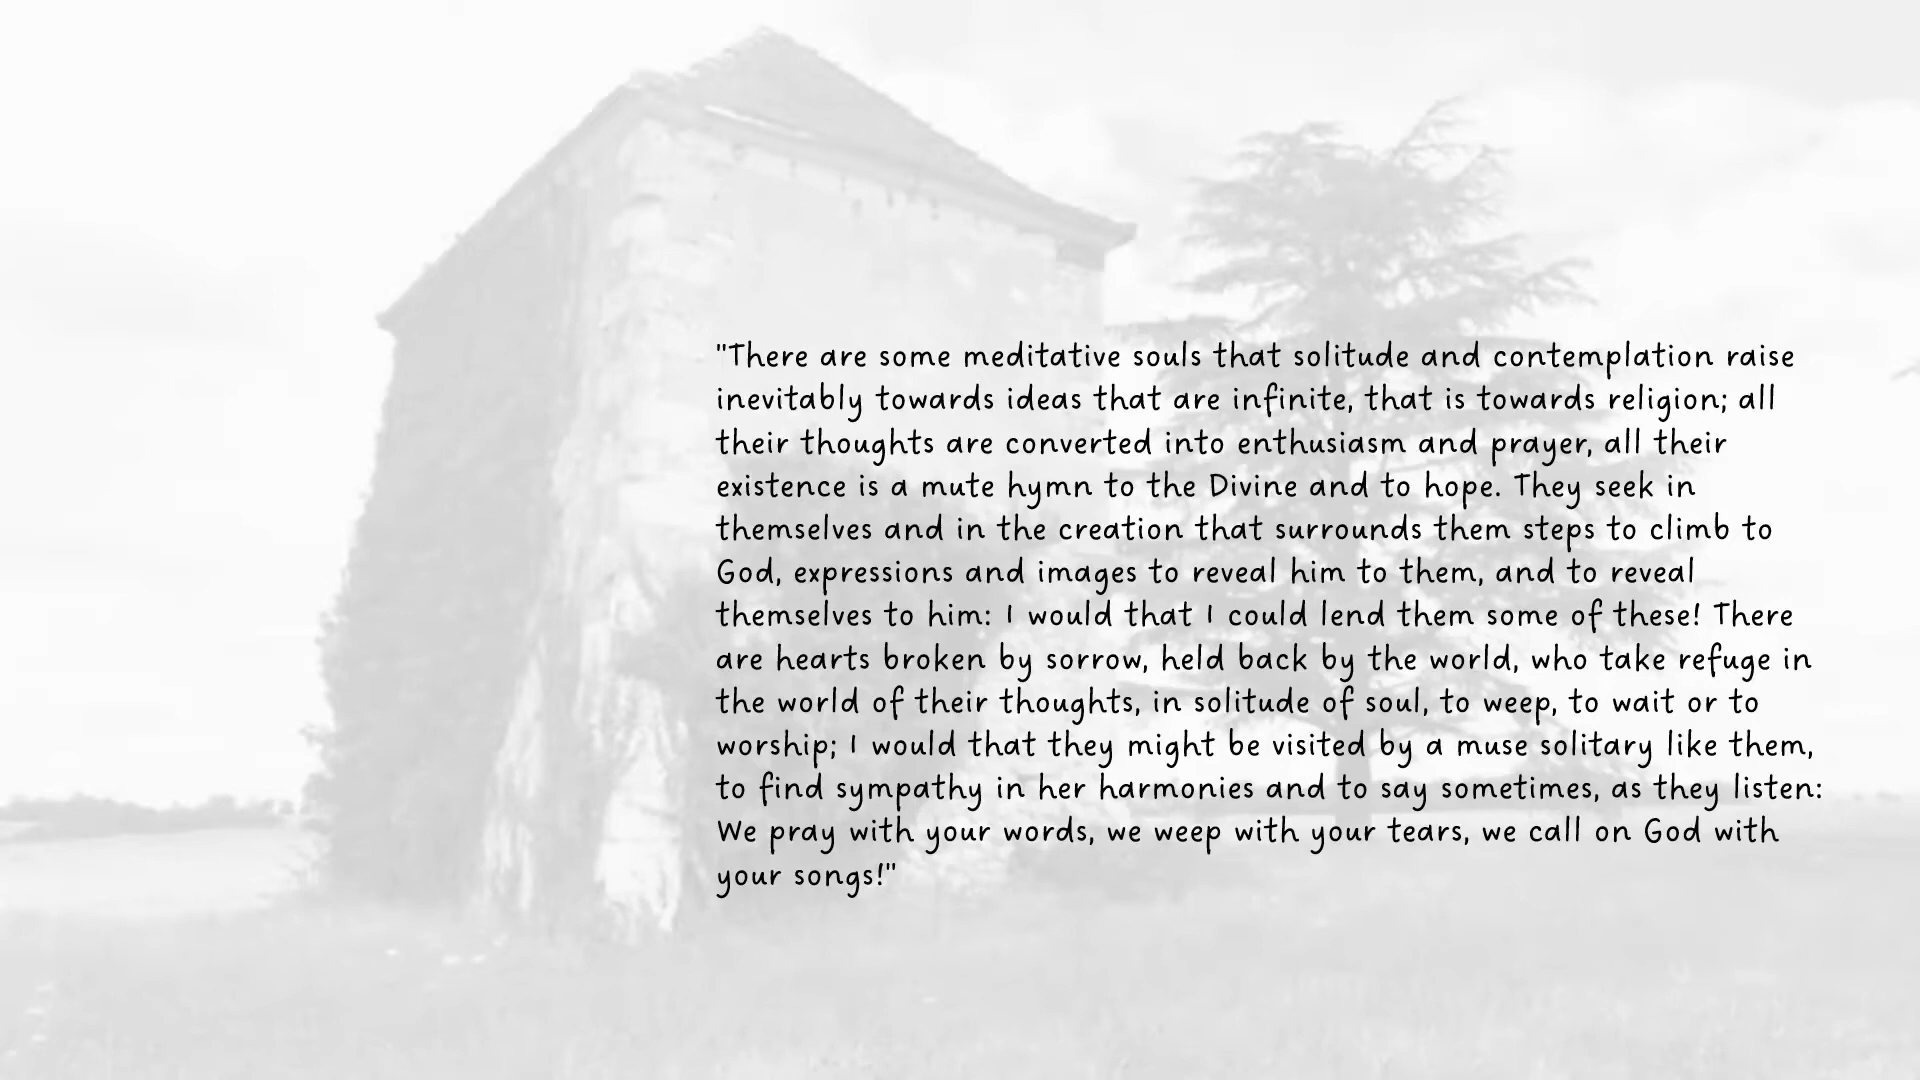 "There are some meditative souls that solitude and contemplation raise
inevitably towards ideas that are infinite, that is towards religion; all
their thoughts are converted into enthusiasm and prayer, all their
existence is a mute hymn to the Divine and to hope. They seek in
themselves and in the creation that surrounds them steps to climb to
God, expressions and images to reveal him to them, and to reveal
themselves to him: I would that I could lend them some of these! There
are hearts broken by sorrow, held back by the world, who take refuge in
the world of their thoughts, in solitude of soul, to weep, to wait or to
worship; I would that they might be visited by a muse solitary like them,
to find sympathy in her harmonies and to say sometimes, as they listen:
We pray with your words, we weep with your tears, we call on God with
your songs!"